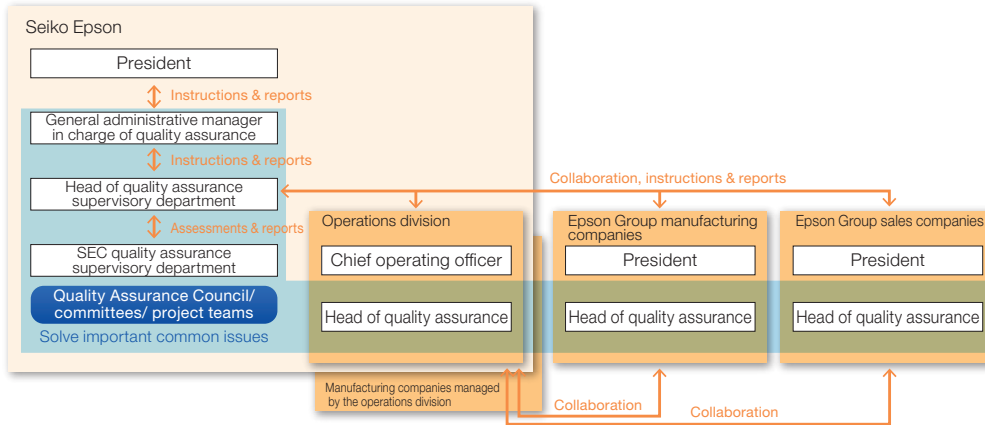 Seiko Epson
President
Instructions & reports
General administrative manager
in charge of quality assurance
Instructions & reports
Head of quality assurance
supervisory department
Assessments & reports
SEC quality assurance
supervisory department
Quality Assurance Council/
committees/ project teams
Solve important common issues
Collaboration, instructions & reports
Operations division
Chief operating officer
Head of quality assurance
Manufacturing companies managed
by the operations division
Epson Group manufacturing
companies
President
Head of quality assurance
Epson Group sales companies
President
Head of quality assurance
Collaboration
Collaboration